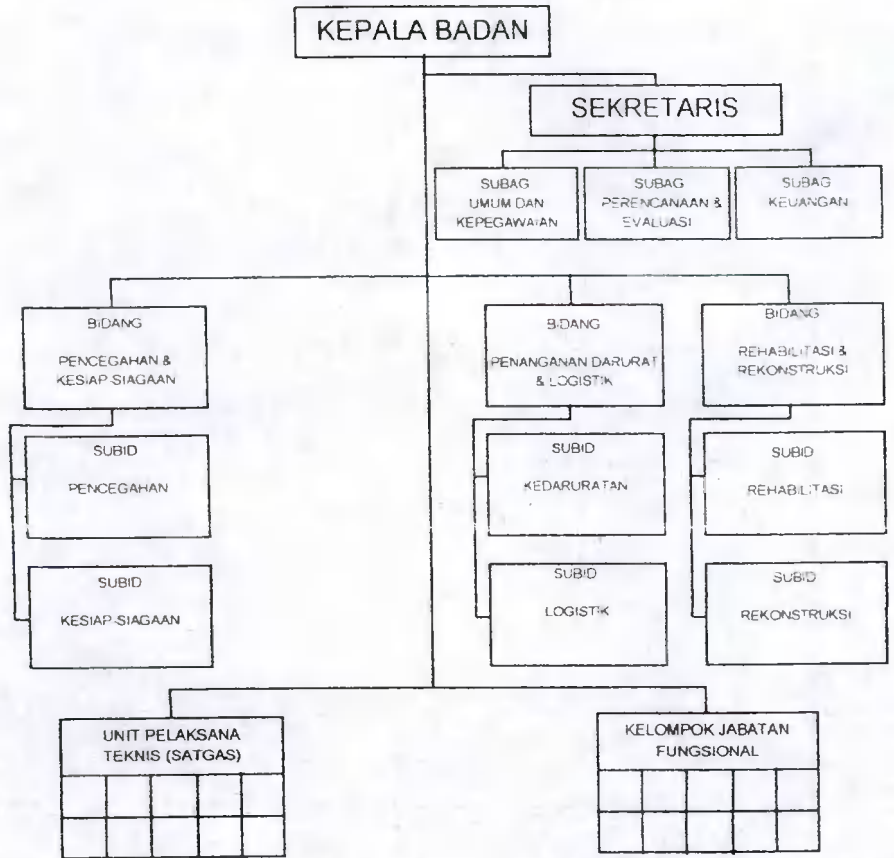 KEPALA BADAN
SEKRETARIS
SUBAG
UMUM DAN
KEPEGAWAIAN
SUBAG
PERENCANAAN &
EVALUASI
SUBAG
KEUANGAN
BIDANG
PENCEGAHAN &
KESIAP-SIAGAAN
BIDANG
PENANGANAN DARURAT
& LOGISTIK
BIDANG
REHABILITASI &
REKONSTRUKSI
SUBID
PENCEGAHAN
SUBID
KEDARURATAN
SUBID
REHABILITASI
SUBID
KESIAP-SIAGAAN
SUBID
LOGISTIK
SUBID
REKONSTRUKSI
UNIT PELAKSANA
TEKNIS (SATGAS)
KELOMPOK JABATAN
FUNGSIONAL